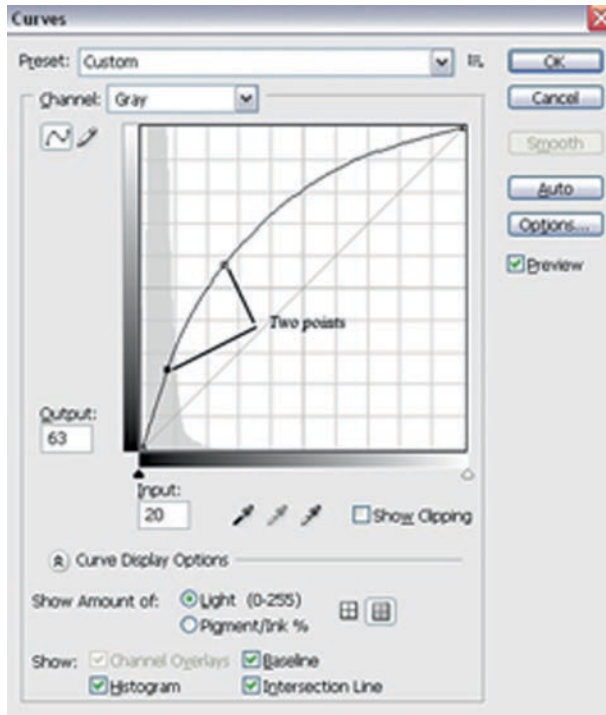 Curves
Preset: Custom
OK
Channel: Gray
Cancel
Smooth
Auto
Options...
Preview
Two points
Output:
63
Input:
20
Show Clipping
Curve Display Options
Show Amount of: Light (0-255)
Pigment/Ink %
Show: Channel Overlays Baseline
Histogram Intersection Line